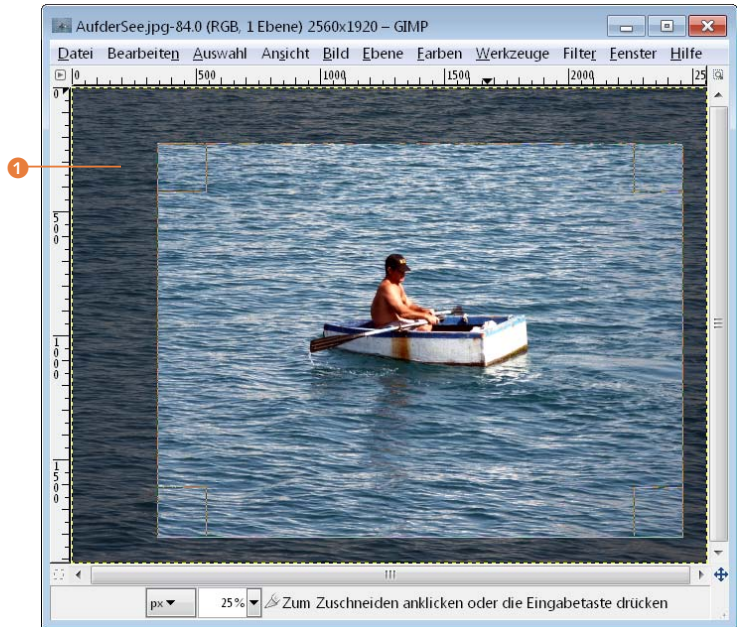 AufderSee.jpg-84.0 (RGB, 1 Ebene) 2560x1920 – GIMP
Datei Bearbeiten Auswahl Ansicht Bild Ebene Farben Werkzeuge Filter Fenster Hilfe
0 500 1000 1500 2000 25
0
500
1000
1500
1
px 25% Zum Zuschneiden anklicken oder die Eingabetaste drücken